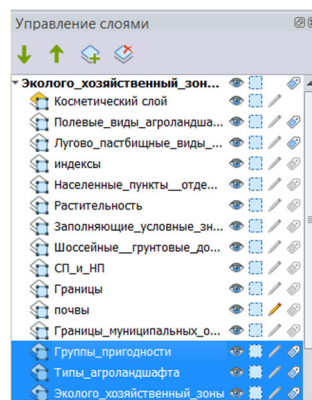 Управление слоями
Эколого_хозяйственный_зон...
Косметический слой
Полевые_виды_агроландша...
Лугово_пастбищные_виды_...
индексы
Населенные_пункты__отде...
Растительность
Заполняющие_условные_зн...
Шоссейные__грунтовые_до...
СП_и_НП
Границы
почвы
Границы_муниципальных_о...
Группы_пригодности
Типы_агроландшафта
Эколого_хозяйственный_зоны